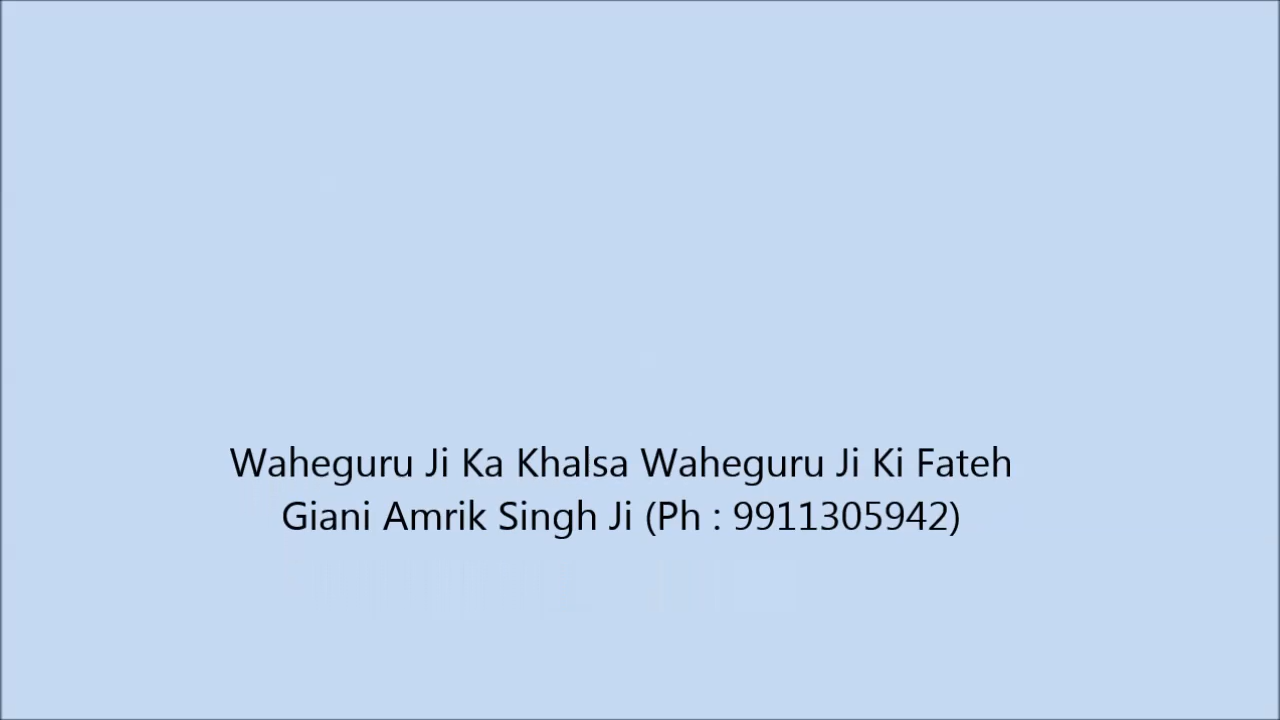 Waheguru Ji Ka Khalsa Waheguru Ji Ki Fateh
Giani Amrik Singh Ji (Ph : 9911305942)